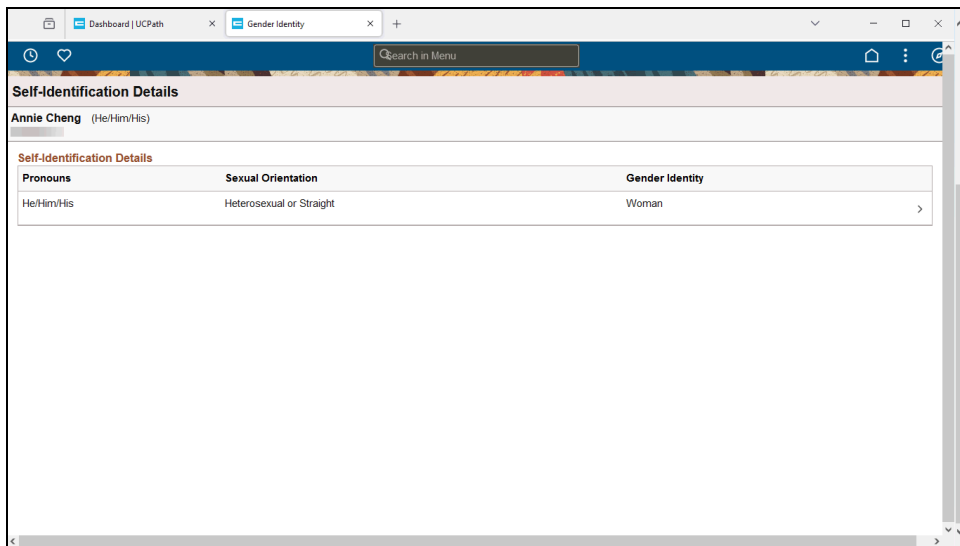 Dashboard | UCPath
Gender Identity
Search in Menu
Self-Identification Details
Annie Cheng (He/Him/His)
Self-Identification Details
Pronouns Sexual Orientation Gender Identity
He/Him/His Heterosexual or Straight Woman